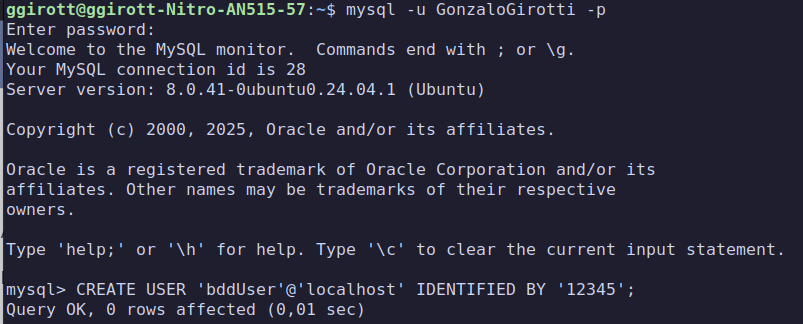 ggirott@ggirott-Nitro-AN515-57:~$ mysql -u GonzaloGirotti -p
Enter password:
Welcome to the MySQL monitor.  Commands end with ; or \g.
Your MySQL connection id is 28
Server version: 8.0.41-0ubuntu0.24.04.1 (Ubuntu)
Copyright (c) 2000, 2025, Oracle and/or its affiliates.
Oracle is a registered trademark of Oracle Corporation and/or its
affiliates. Other names may be trademarks of their respective
owners.
Type 'help;' or '\h' for help. Type '\c' to clear the current input statement.
mysql> CREATE USER 'bddUser'@'localhost' IDENTIFIED BY '12345';
Query OK, 0 rows affected (0,01 sec)